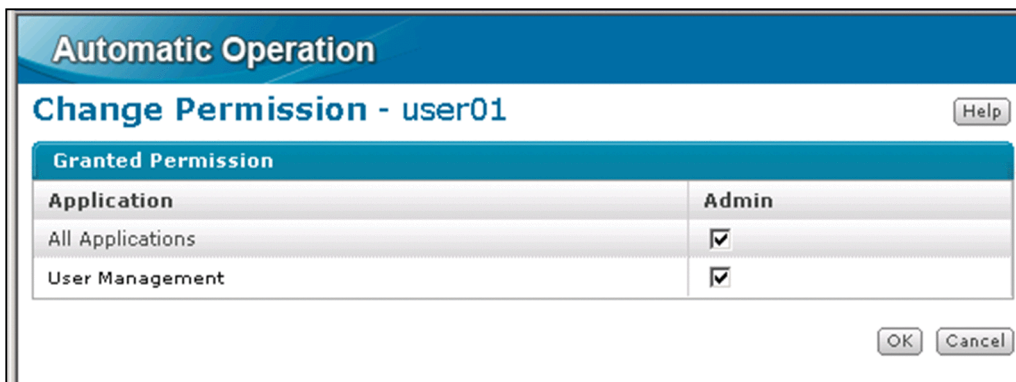 Automatic Operation
Change Permission - user01 Help
Granted Permission
Application Admin
All Applications
User Management
OK Cancel